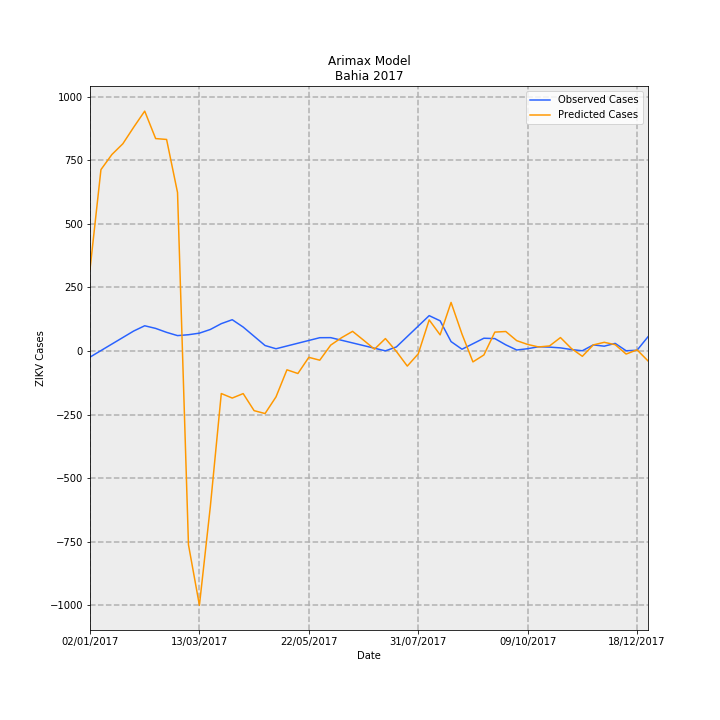 Arimax Model
Bahia 2017
Observed Cases
Predicted Cases
1000
750
500
250
0
−250
−500
−750
−1000
ZIKV Cases
02/01/2017
13/03/2017
22/05/2017
31/07/2017
09/10/2017
18/12/2017
Date